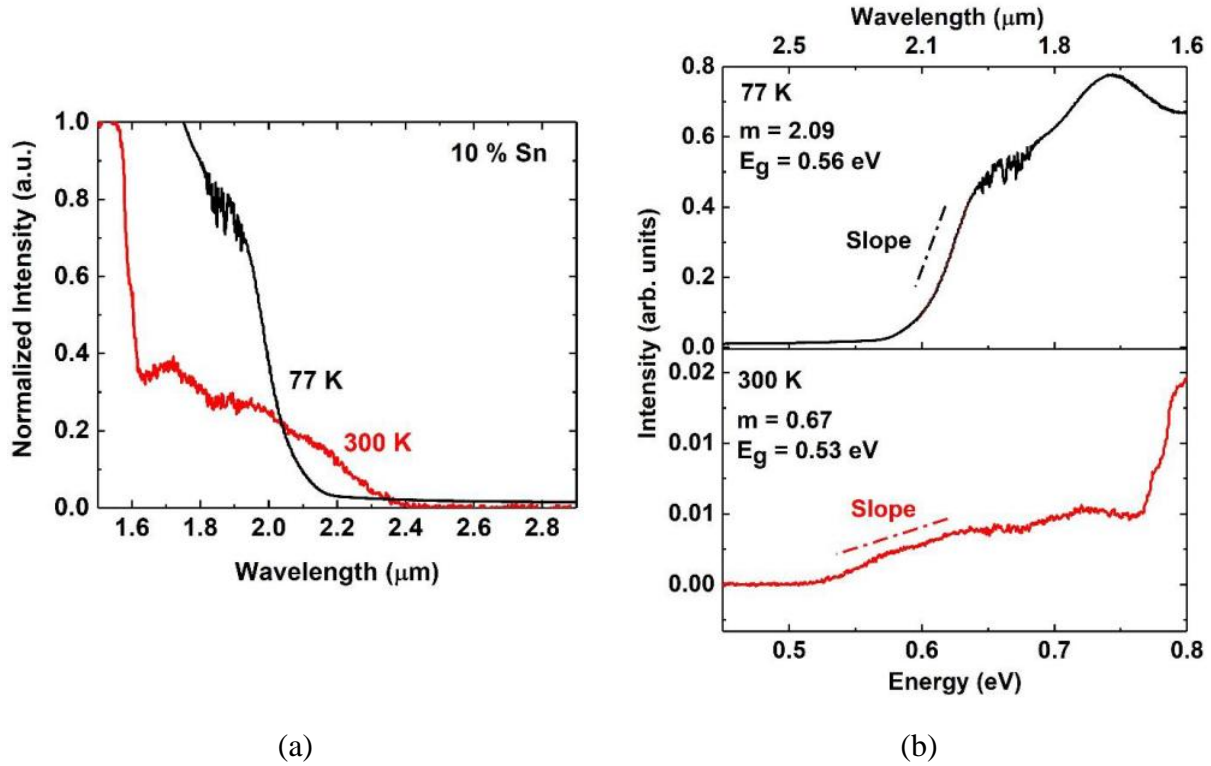 1.0
0.8
0.6
0.4
0.2
0.0
Normalized Intensity (a.u.)
10 % Sn
77 K
300 K
1.6 1.8 2.0 2.2 2.4 2.6 2.8
Wavelength (μm)
(a)
Wavelength (μm)
2.5 2.1 1.8 1.6
0.8
0.6
0.4
0.2
0.0
77 K
m = 2.09
Eg = 0.56 eV
Slope
Intensity (arb. units)
0.02
0.01
0.01
0.00
300 K
m = 0.67
Eg = 0.53 eV
Slope
0.5 0.6 0.7 0.8
Energy (eV)
(b)